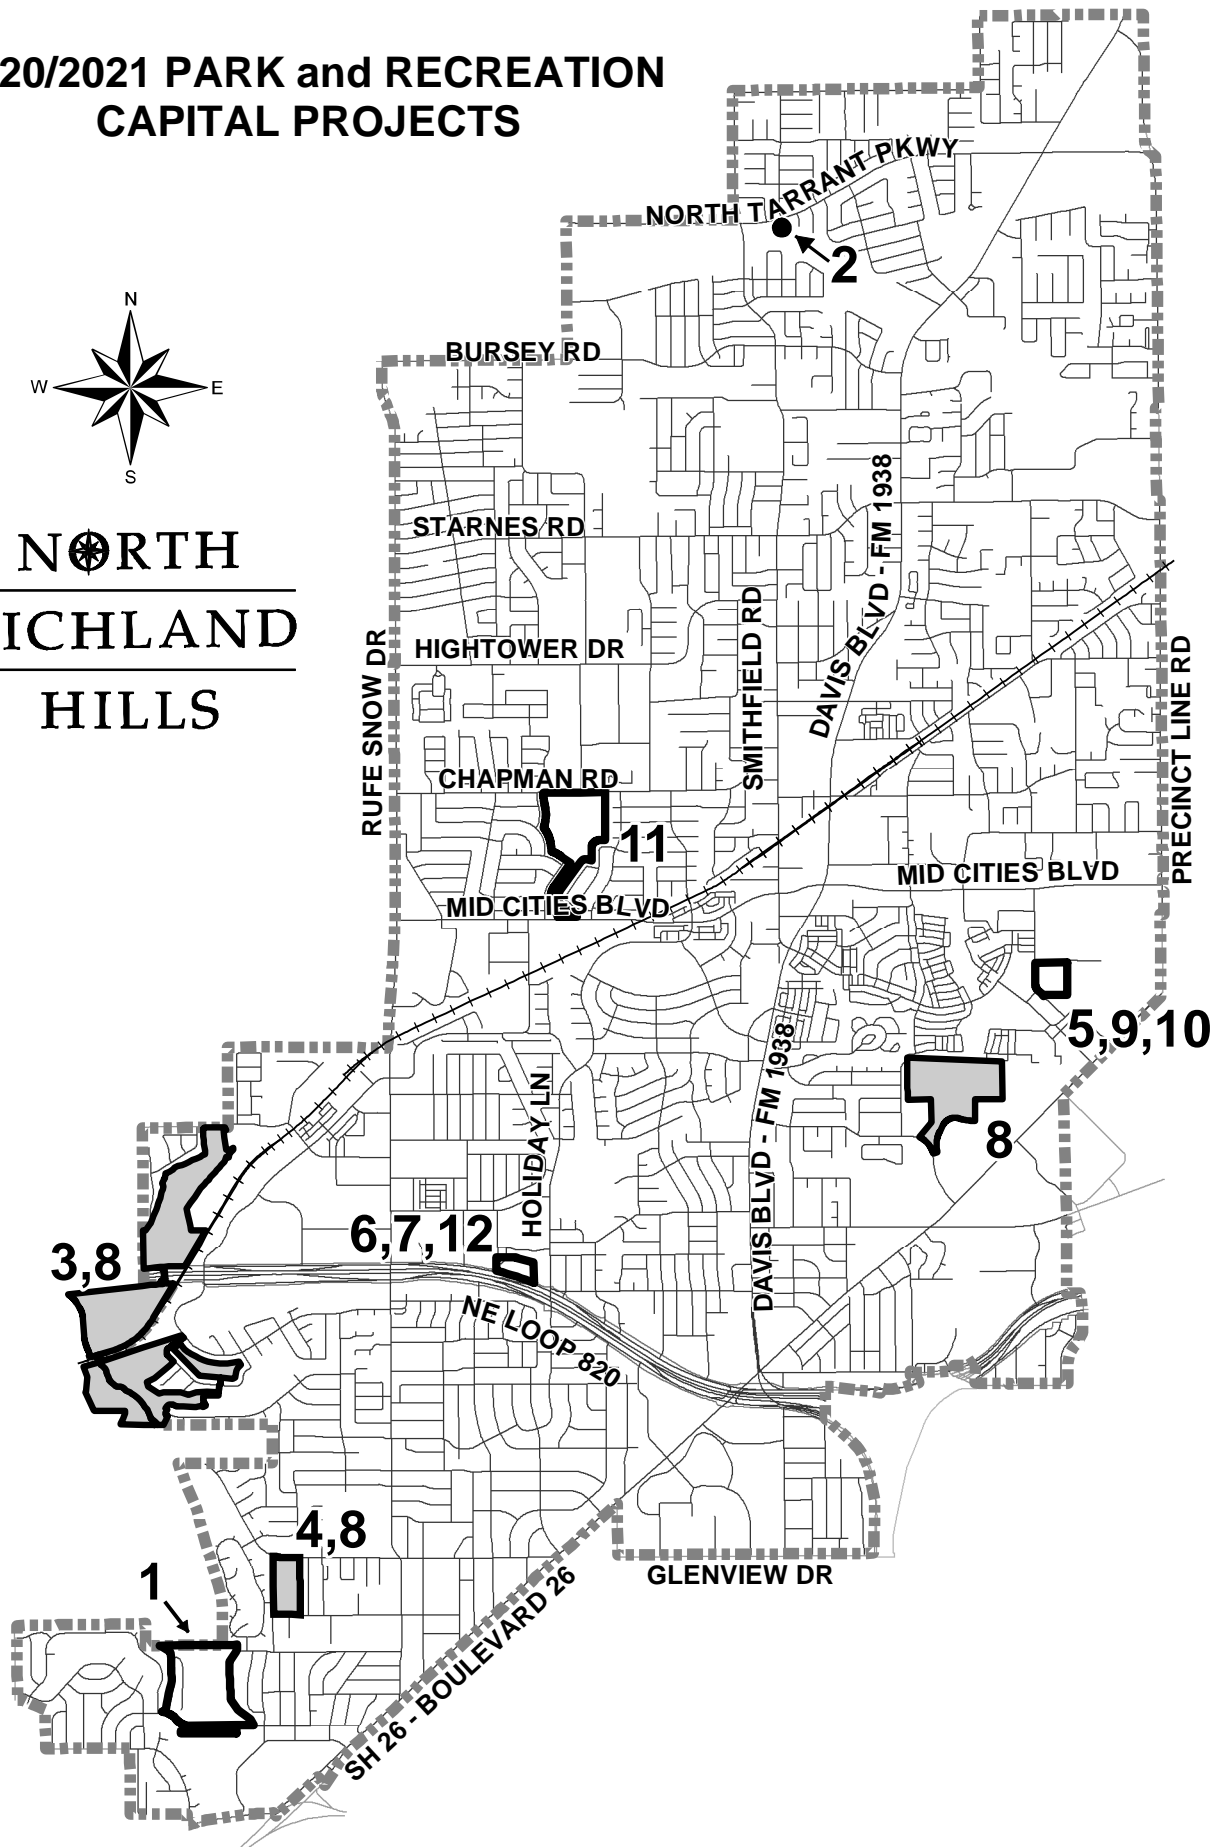 20/2021 PARK and RECREATION
CAPITAL PROJECTS
NORTH TARRANT PKWY
2
N
W
E
S
BURSEY RD
NORTH
ICHLAND
HILLS
STARNES RD
DAVIS BLVD - FM 1938
HIGHTOWER DR
RUFE SNOW DR
SMITHFIELD RD
PRECINCT LINE RD
CHAPMAN RD
11
MID CITIES BLVD
MID CITIES BLVD
5,9,10
8
HOLIDAY LN
DAVIS BLVD - FM 1938
6,7,12
3,8
NE LOOP 820
4,8
GLENVIEW DR
1
SH 26 - BOULEVARD 26